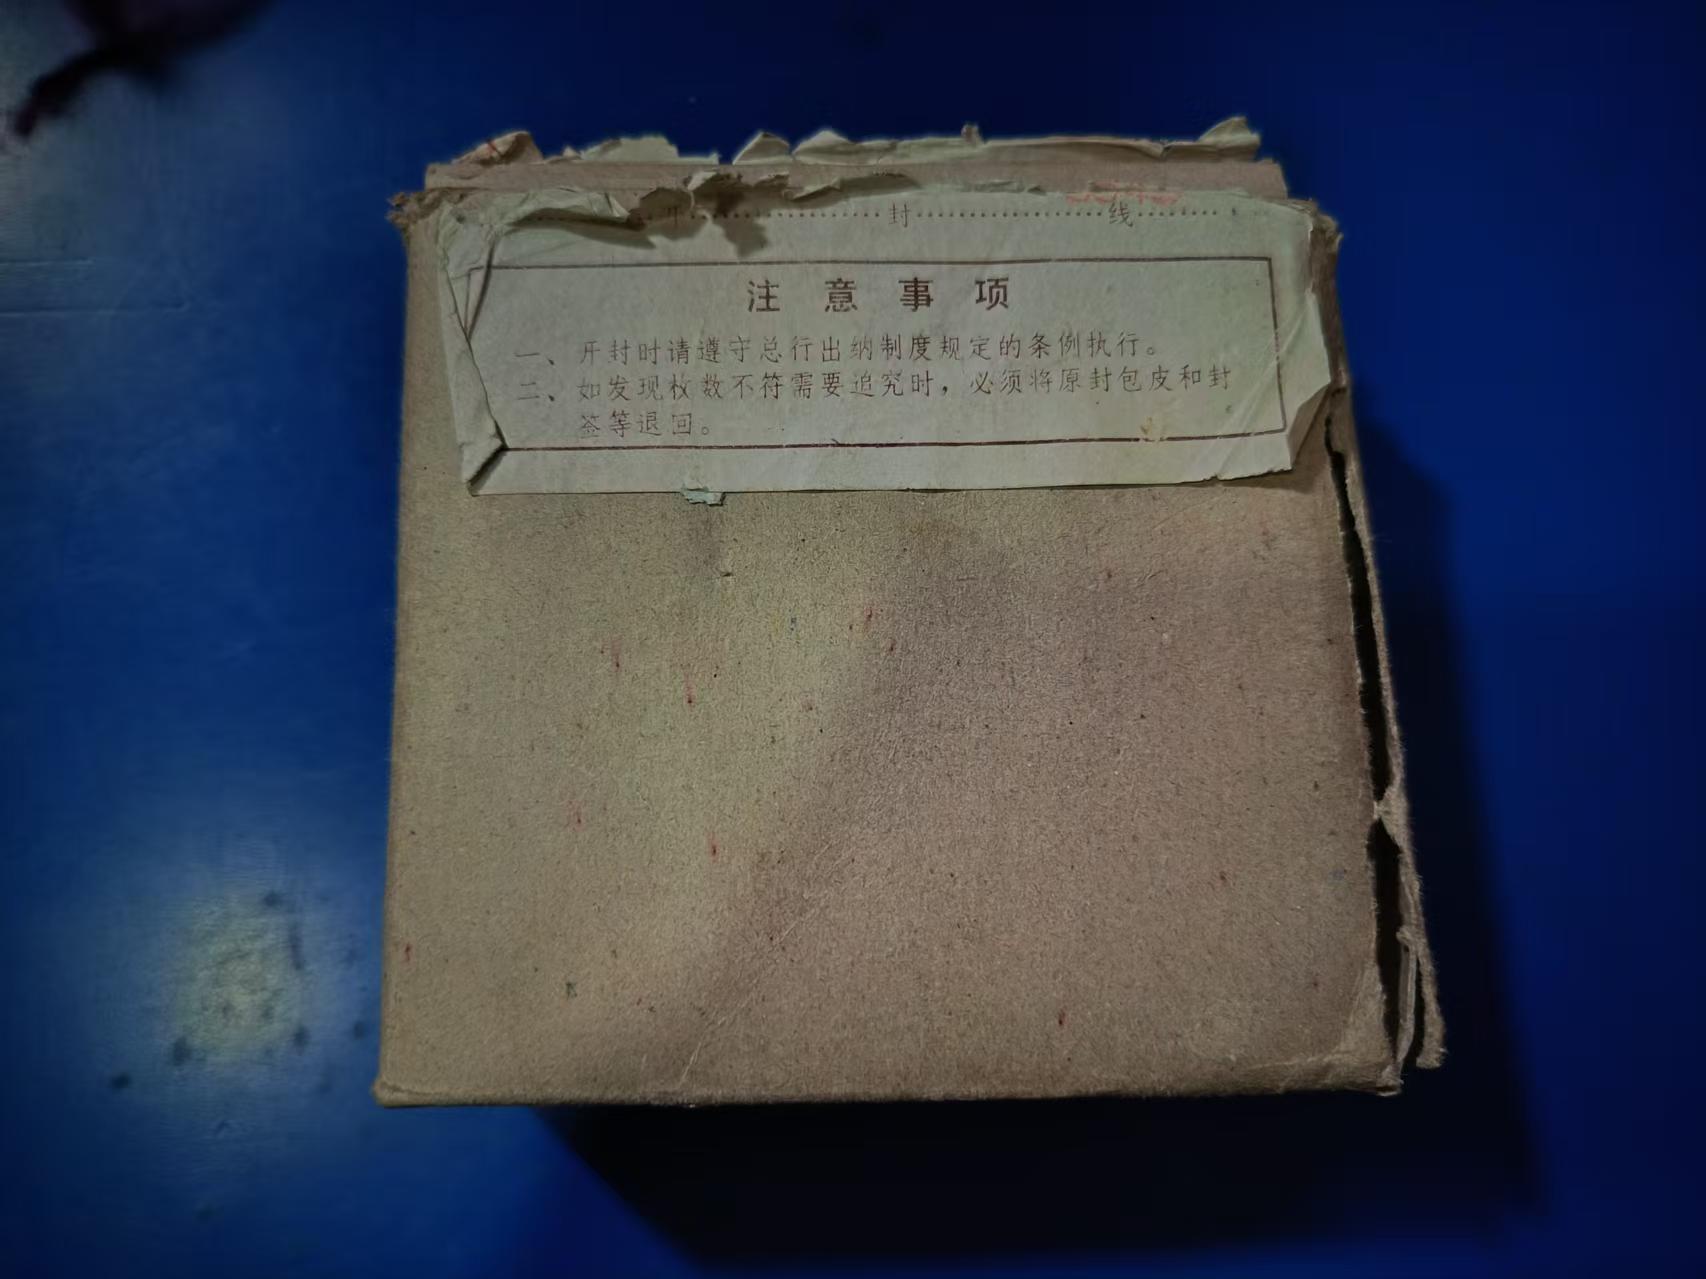 开封线
注意事项
一、开封时请遵守总行出纳制度规定的条例执行。
二、如发现枚数不符需要追究时，必须将原封包皮和封
签等退回。